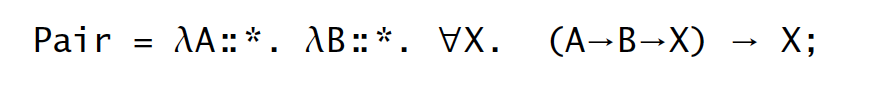 Pair = λA::*. λB::*. ∀X. (A→B→X) → X;